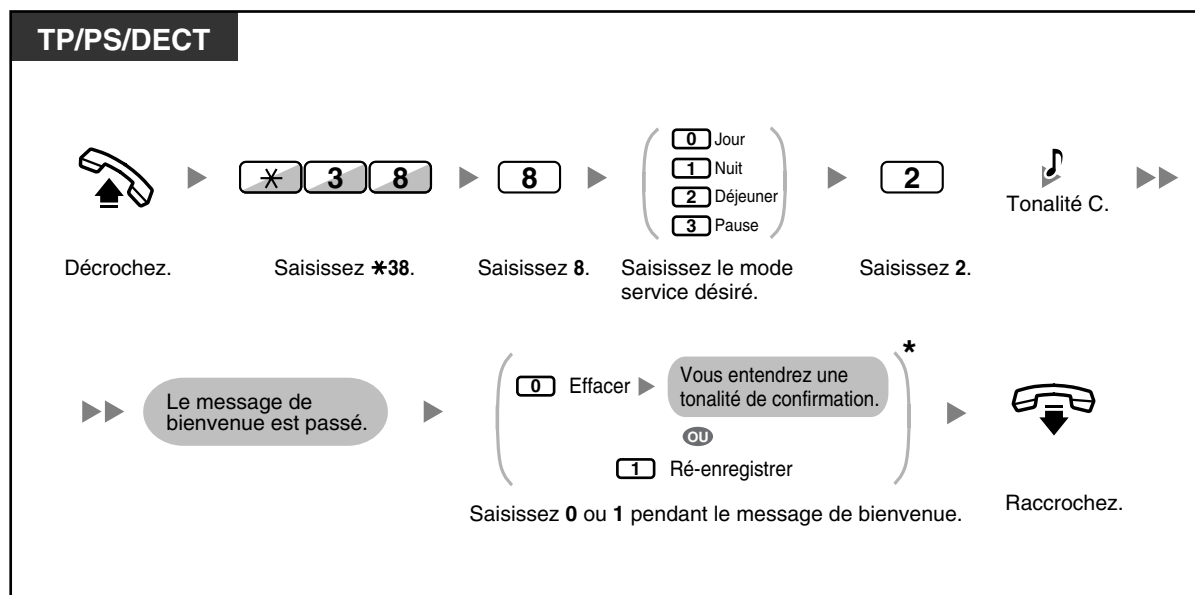 TP/PS/DECT
0 Jour
1 Nuit
2 Déjeuner
3 Pause
* 3 8
8
2
Tonalité C.
Décrochez.
Saisissez *38.
Saisissez 8.
Saisissez le mode
service désiré.
Saisissez 2.
Le message de
bienvenue est passé.
*
0 Effacer
Vous entendrez une
tonalité de confirmation.
OU
1 Ré-enregistrer
Saisissez 0 ou 1 pendant le message de bienvenue.
Raccrochez.